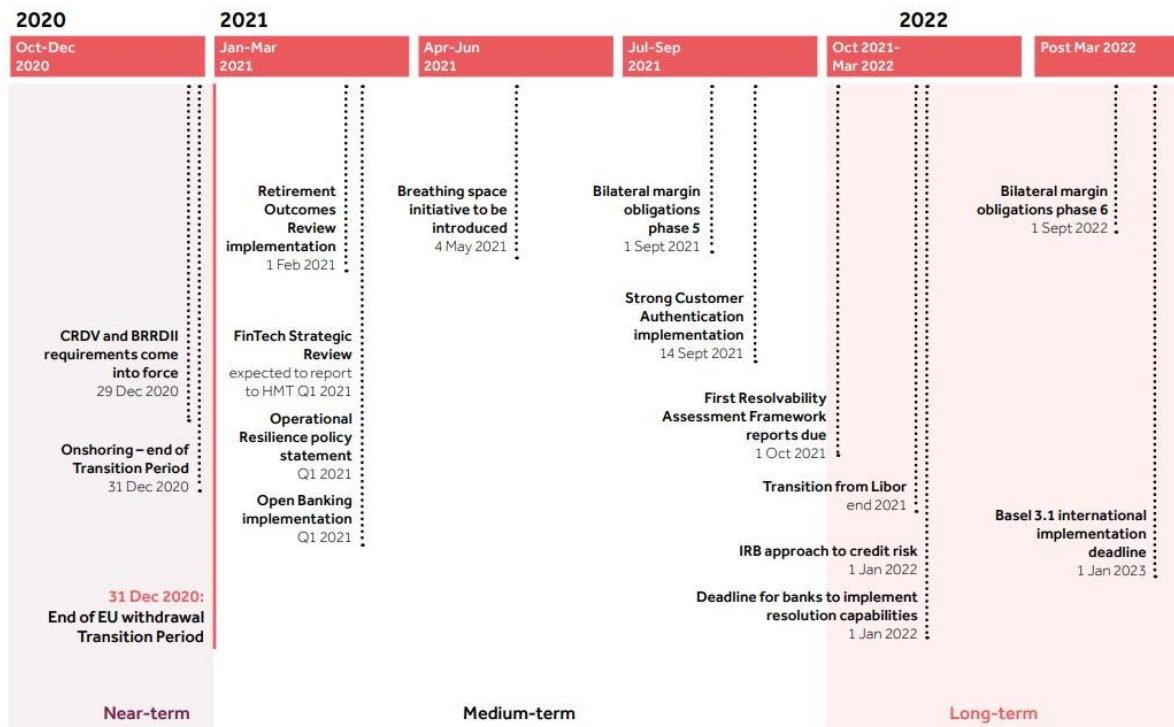 2020
2021
2022
Oct-Dec
2020
Jan-Mar
2021
Apr-Jun
2021
Jul-Sep
2021
Oct 2021-
Mar 2022
Post Mar 2022
CRDV and BRRDII
requirements come
into force
29 Dec 2020
Onshoring – end of
Transition Period
31 Dec 2020
31 Dec 2020:
End of EU withdrawal
Transition Period
Retirement
Outcomes
Review
implementation
1 Feb 2021
FinTech Strategic
Review
expected to report
to HMT Q1 2021
Operational
Resilience policy
statement
Q1 2021
Open Banking
implementation
Q1 2021
Breathing space
initiative to be
introduced
4 May 2021
Bilateral margin
obligations
phase 5
1 Sept 2021
Strong Customer
Authentication
implementation
14 Sept 2021
First Resolvability
Assessment Framework
reports due
1 Oct 2021
Transition from Libor
end 2021
IRB approach to credit risk
1 Jan 2022
Deadline for banks to implement
resolution capabilities
1 Jan 2022
Bilateral margin
obligations phase 6
1 Sept 2022
Basel 3.1 international
implementation
deadline
1 Jan 2023
Near-term
Medium-term
Long-term